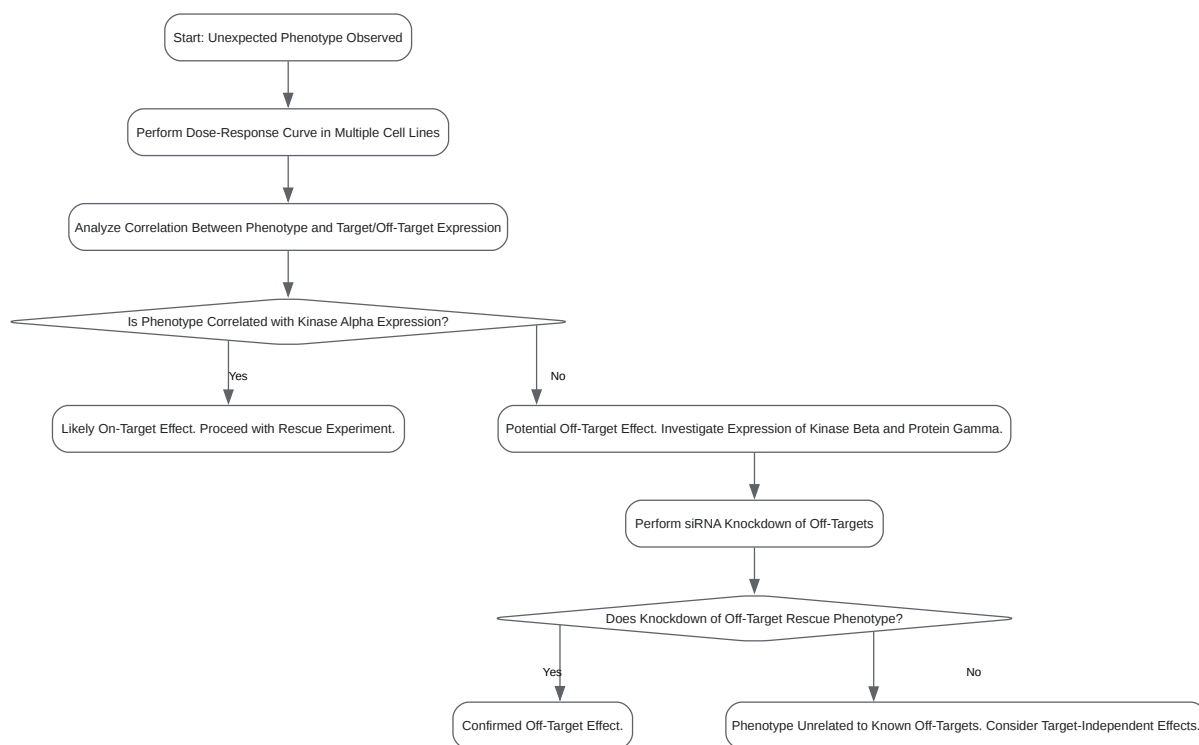 Start: Unexpected Phenotype Observed
Perform Dose-Response Curve in Multiple Cell Lines
Analyze Correlation Between Phenotype and Target/Off-Target Expression
Is Phenotype Correlated with Kinase Alpha Expression?
Yes
No
Likely On-Target Effect. Proceed with Rescue Experiment.
Potential Off-Target Effect. Investigate Expression of Kinase Beta and Protein Gamma.
Perform siRNA Knockdown of Off-Targets
Does Knockdown of Off-Target Rescue Phenotype?
Yes
No
Confirmed Off-Target Effect.
Phenotype Unrelated to Known Off-Targets. Consider Target-Independent Effects.